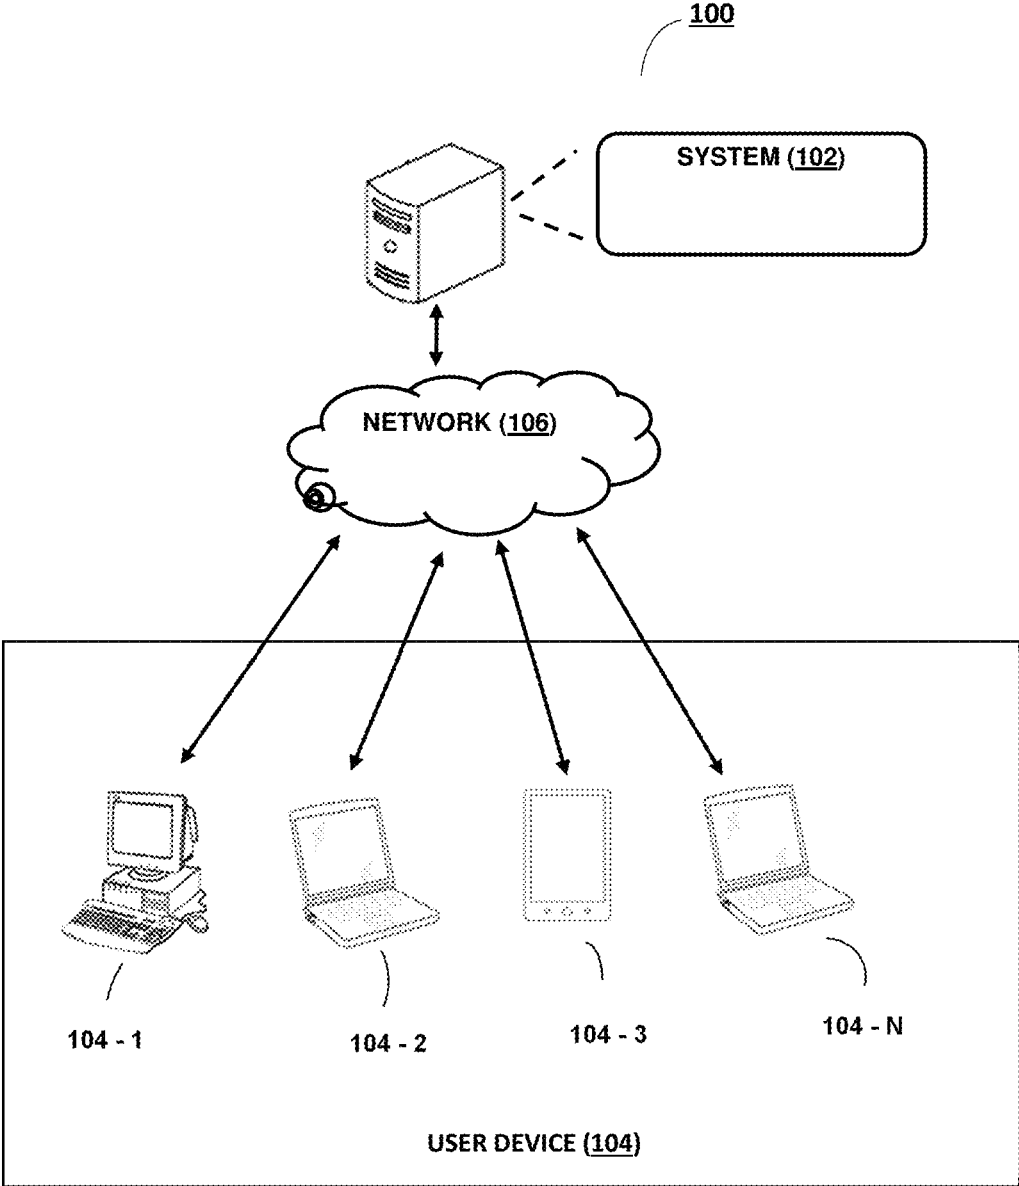 100
SYSTEM (102)
NETWORK (106)
104 - 1
104 - 2
104 - 3
104 - N
USER DEVICE (104)